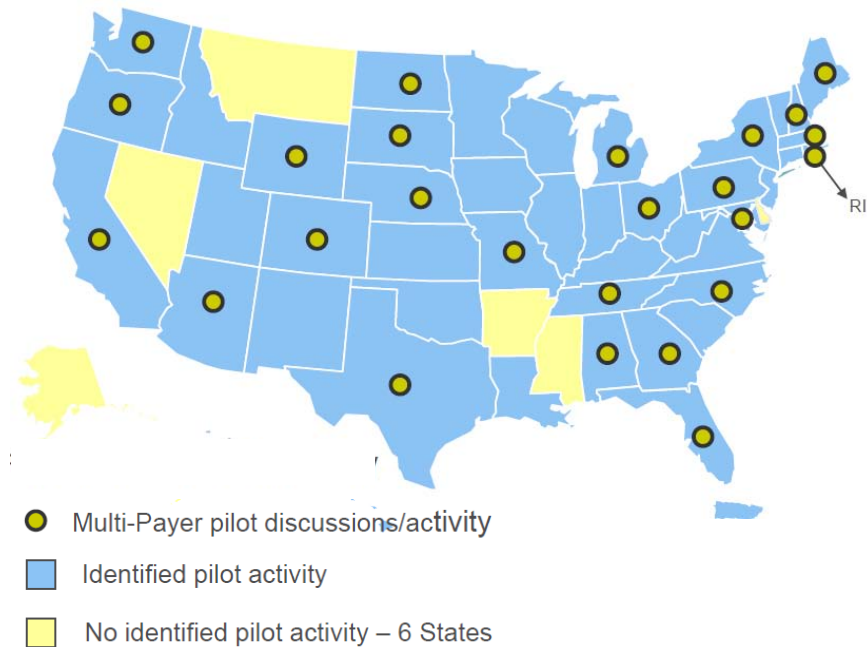 RI
Multi-Payer pilot discussions/activity
Identified pilot activity
No identified pilot activity – 6 States